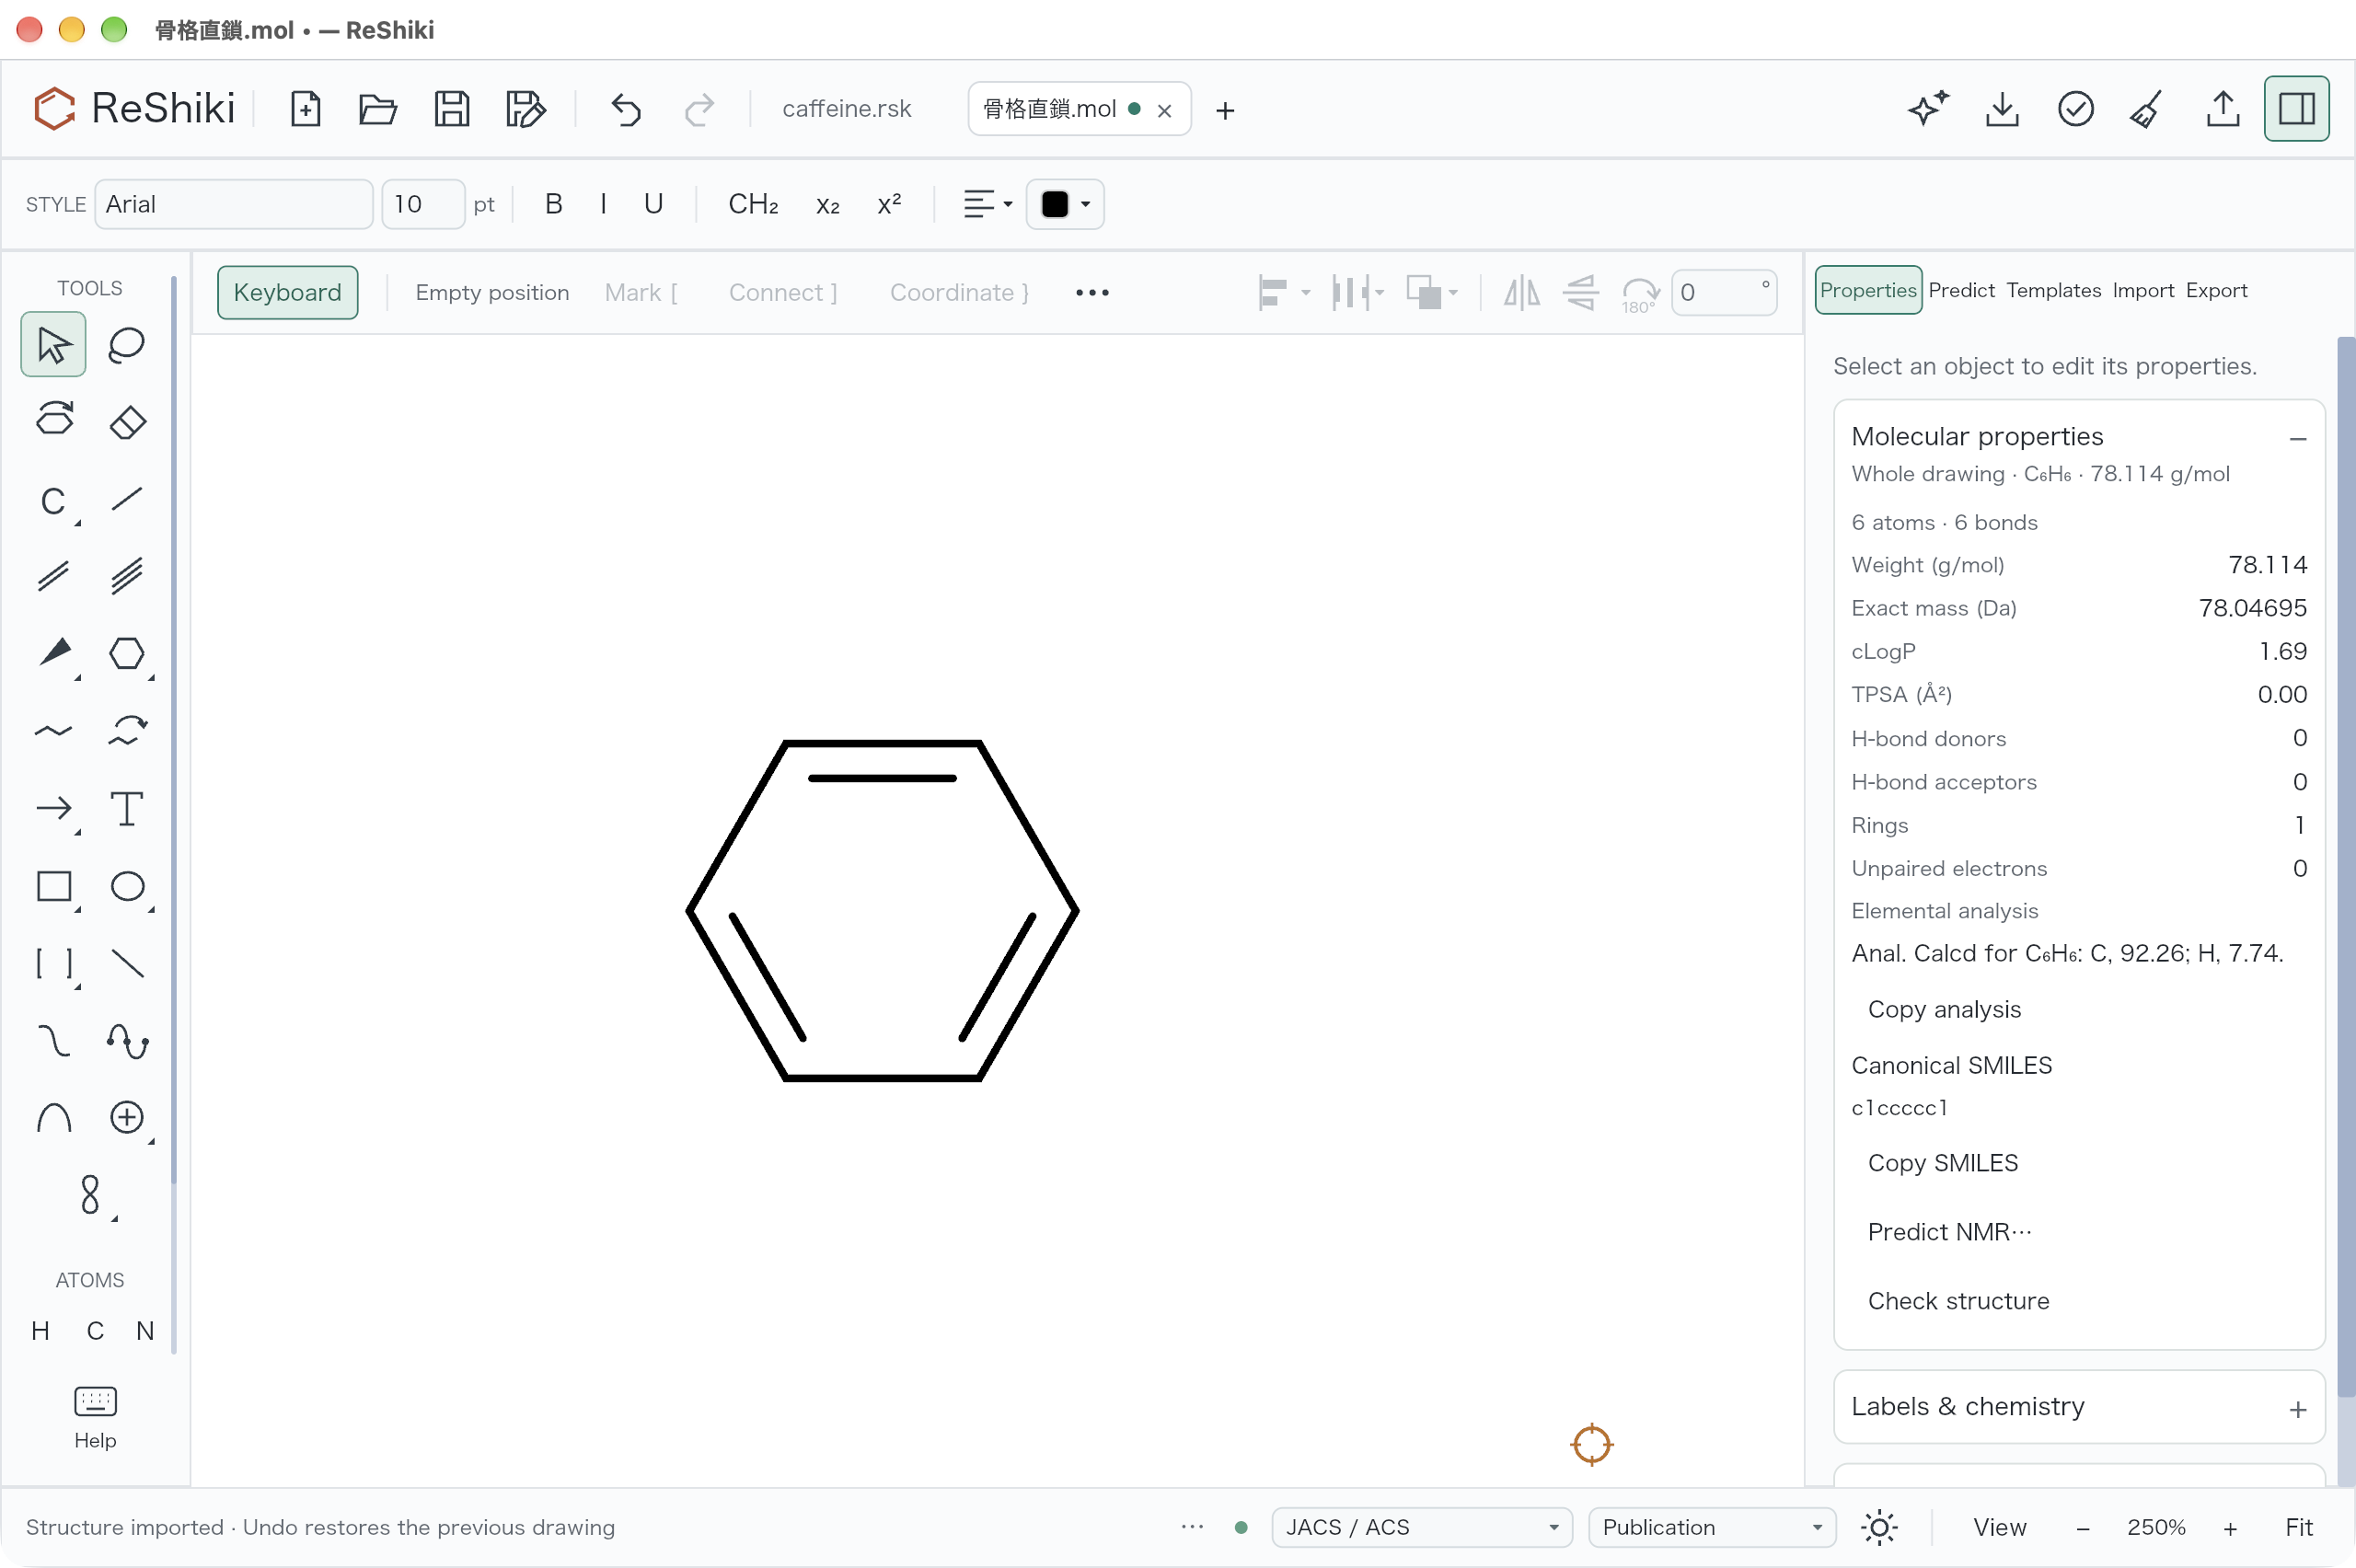 骨格直鎖.mol • — ReShiki
ReShiki
caffeine.rsk
骨格直鎖.mol
STYLE Arial 10 pt B I U CH₂ x₂ x²
TOOLS
C
T
[ ]
ATOMS
H C N
Help
Keyboard Empty position Mark [ Connect ] Coordinate } ••• 180° 0 °
Properties Predict Templates Import Export
Select an object to edit its properties.
Molecular properties –
Whole drawing · C₆H₆ · 78.114 g/mol
6 atoms · 6 bonds
Weight (g/mol) 78.114
Exact mass (Da) 78.04695
cLogP 1.69
TPSA (Å²) 0.00
H-bond donors 0
H-bond acceptors 0
Rings 1
Unpaired electrons 0
Elemental analysis
Anal. Calcd for C₆H₆: C, 92.26; H, 7.74.
Copy analysis
Canonical SMILES
c1ccccc1
Copy SMILES
Predict NMR…
Check structure
Labels & chemistry +
Structure imported · Undo restores the previous drawing
… JACS / ACS Publication View – 250% + Fit